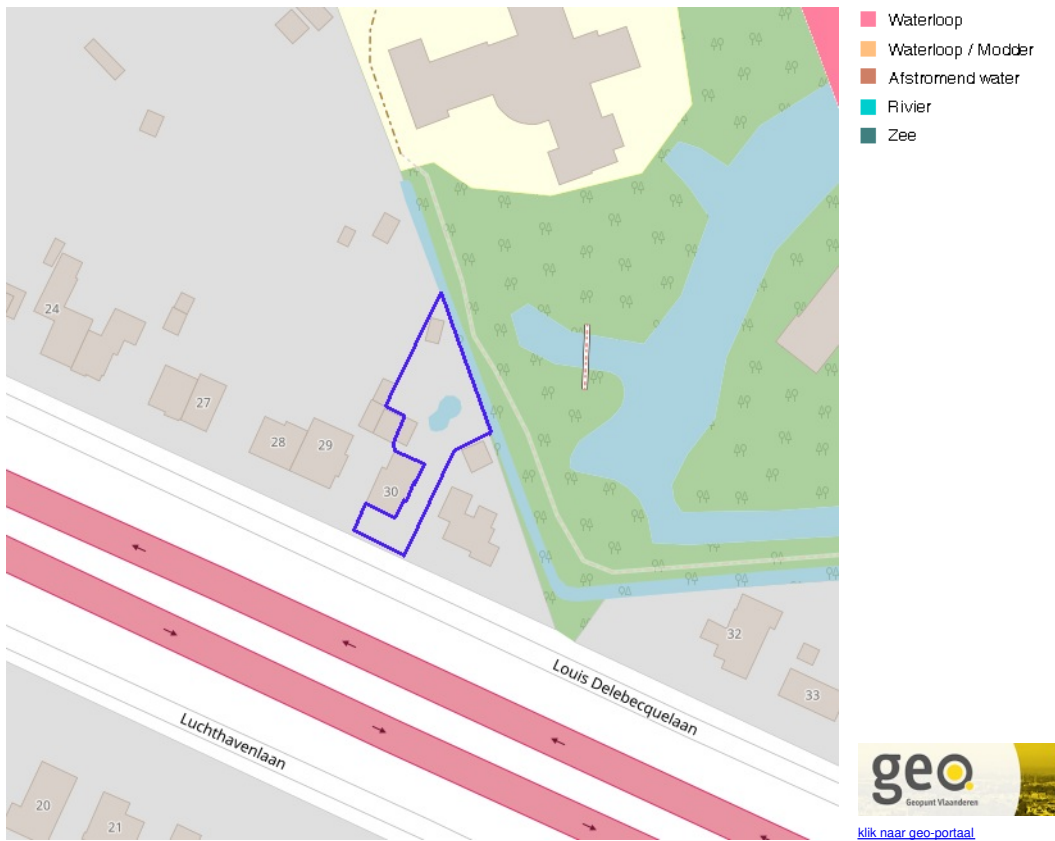 Waterloop
Waterloop / Modder
Afstromend water
Rivier
Zee
24
27
28
29
30
32
33
Louis Delebecquelaan
Luchthavenlaan
20
21
geo.
Geopunt Vlaanderen
klik naar geo-portaal